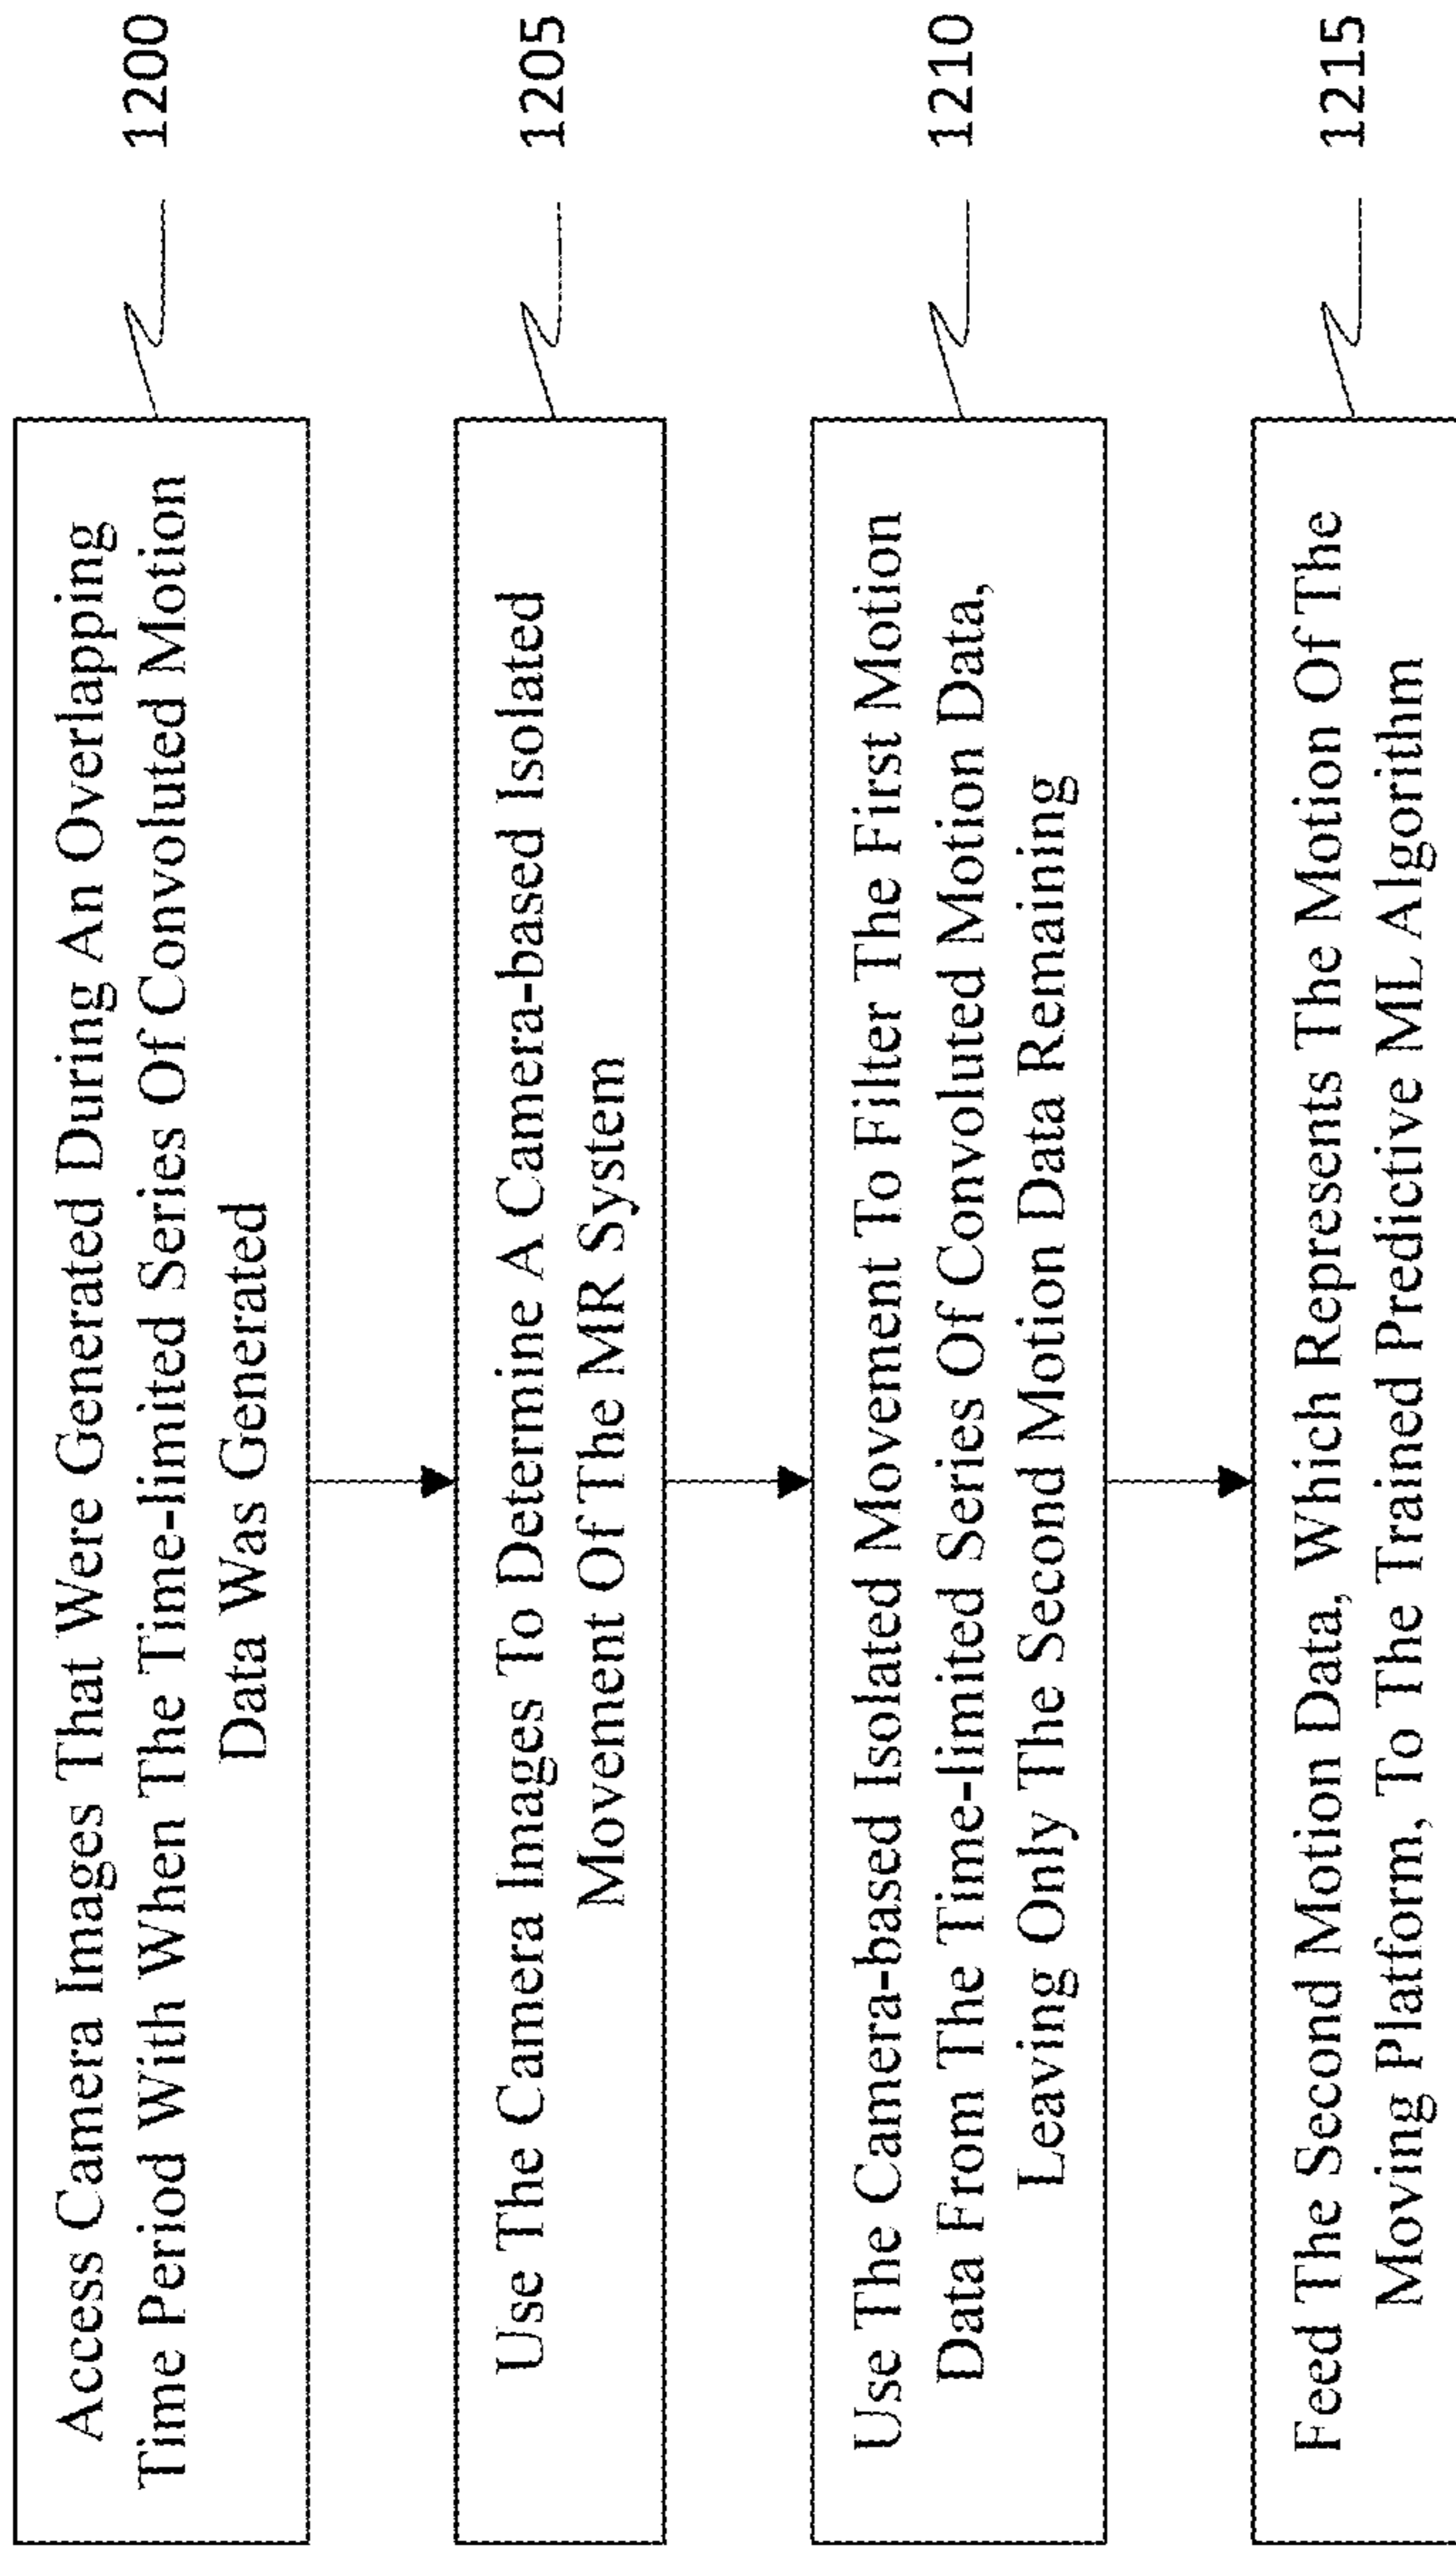 Access Camera Images That Were Generated During An Overlapping
Time Period With When The Time-limited Series Of Convoluted Motion
Data Was Generated
1200
Use The Camera Images To Determine A Camera-based Isolated
Movement Of The MR System
1205
Use The Camera-based Isolated Movement To Filter The First Motion
Data From The Time-limited Series Of Convoluted Motion Data,
Leaving Only The Second Motion Data Remaining
1210
Feed The Second Motion Data, Which Represents The Motion Of The
Moving Platform, To The Trained Predictive ML Algorithm
1215